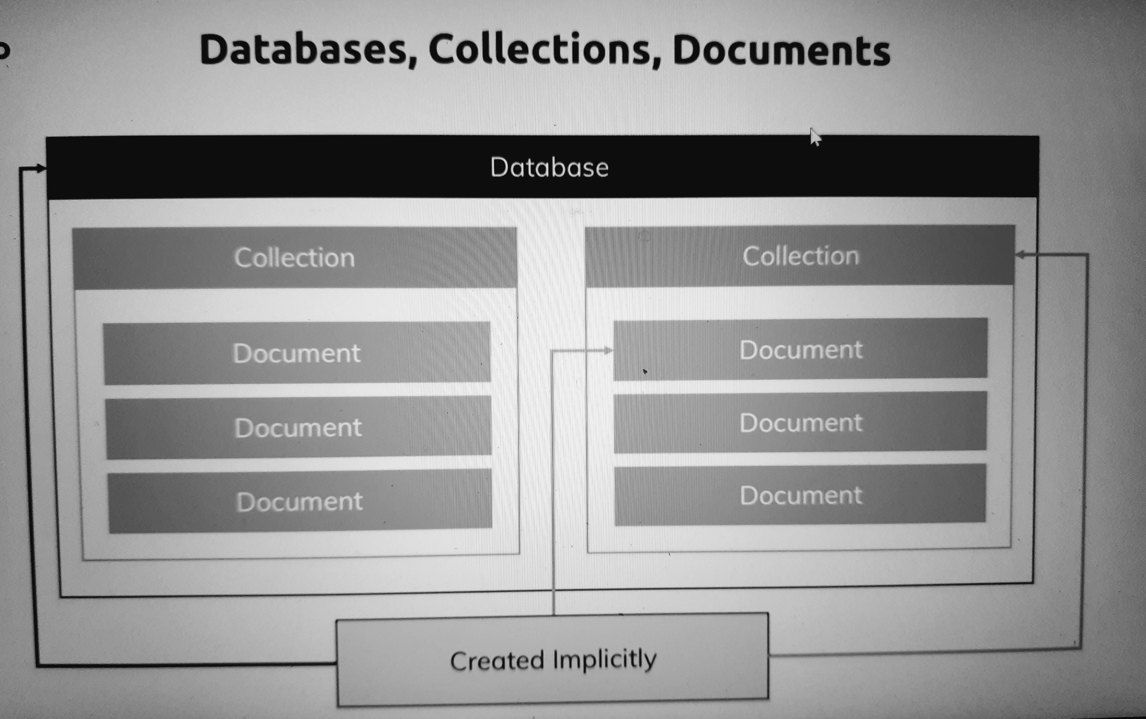 Databases, Collections, Documents
Database
Collection
Document
Document
Document
Collection
Document
Document
Document
Created Implicitly